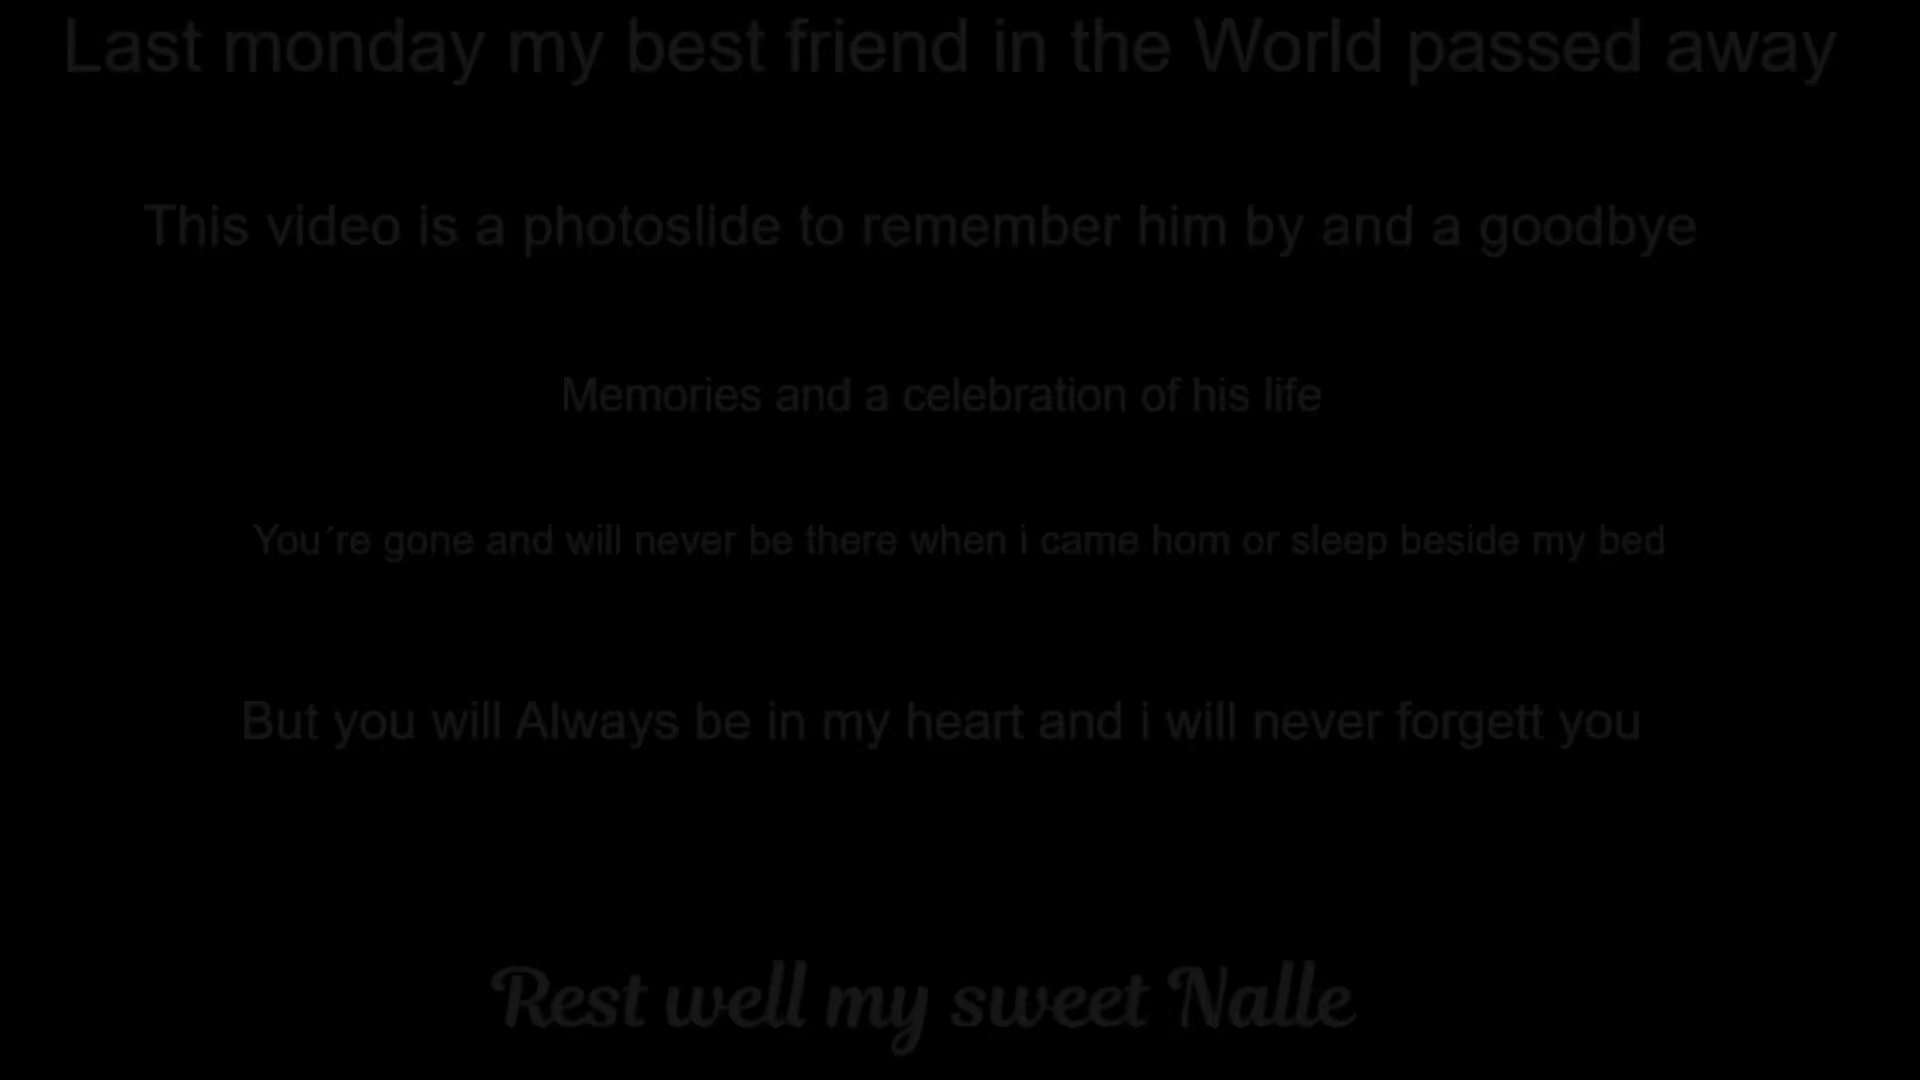 Last monday my best friend in the World passed away
This video is a photoslide to remember him by and a goodbye
Memories and a celebration of his life
You´re gone and will never be there when i came hom or sleep beside my bed
But you will Always be in my heart and i will never forgett you
Rest well my sweet Nalle